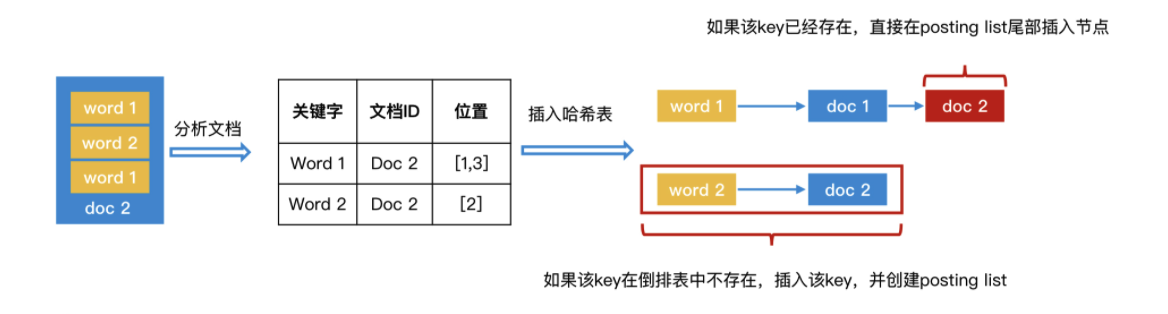 如果该key已经存在，直接在posting list尾部插入节点
word 1
word 2
word 1
doc 2
分析文档
关键字 文档ID 位置
Word 1 Doc 2 [1,3]
Word 2 Doc 2 [2]
插入哈希表
word 1 doc 1 doc 2
word 2 doc 2
如果该key在倒排表中不存在，插入该key，并创建posting list